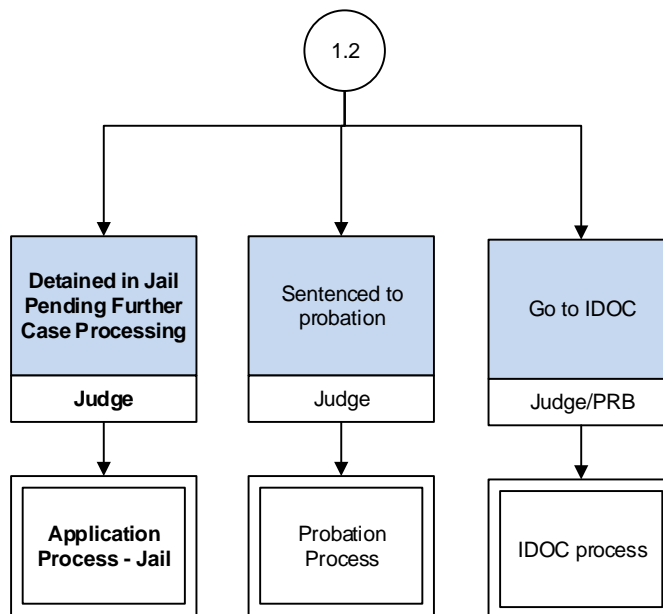 1.2
Detained in Jail
Pending Further
Case Processing
Judge
Sentenced to
probation
Judge
Go to IDOC
Judge/PRB
Application
Process - Jail
Probation
Process
IDOC process